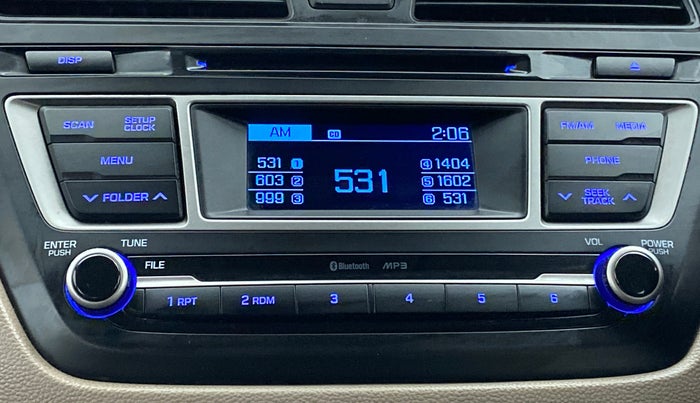 DISP
SCAN SETUP CLOCK
MENU
FOLDER
AM CD 2:06
531 1
603 2
999 3
531
4 1404
5 1602
6 531
FM/AM MEDIA
PHONE
SEEK TRACK
ENTER PUSH
TUNE
FILE
Bluetooth MP3
VOL
POWER PUSH
1 RPT 2 RDM 3 4 5 6